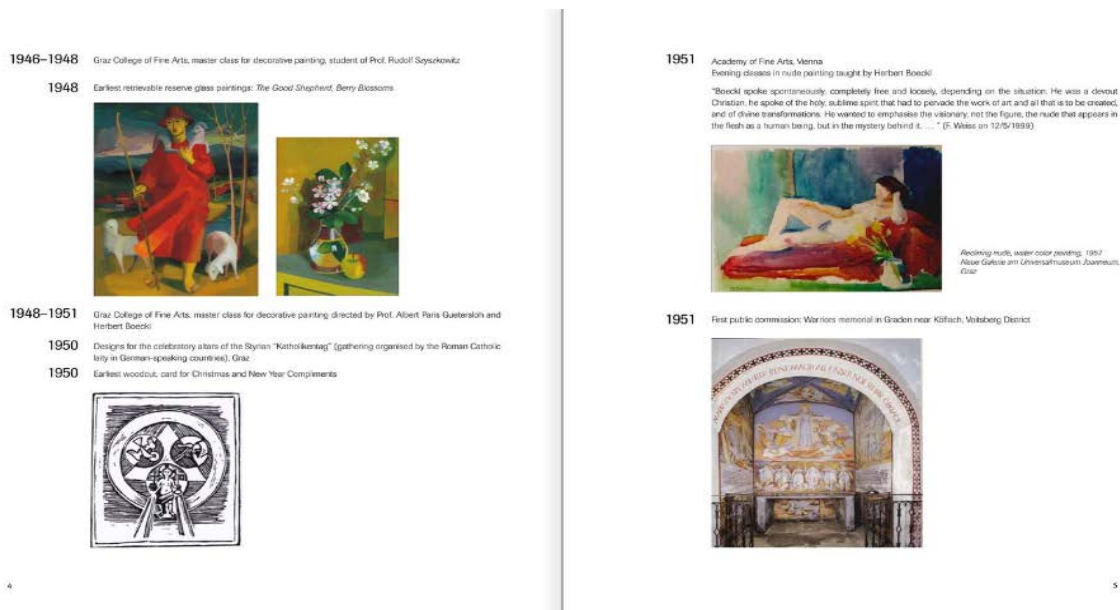 1946–1948
Graz College of Fine Arts, master class for decorative painting, student of Prof. Rudolf Szyszkowitz
1948
Earliest retrievable reserve glass paintings: The Good Shepherd, Berry Blossoms
1948–1951
Graz College of Fine Arts, master class for decorative painting directed by Prof. Albert Paris Guetersloh and
Herbert Boeckl
1950
Designs for the celebratory altars of the Styrian "Katholikentag" (gathering organised by the Roman Catholic
laity in German-speaking countries), Graz
1950
Earliest woodcut, card for Christmas and New Year Compliments
4
1951
Academy of Fine Arts, Vienna
Evening classes in nude painting taught by Herbert Boeckl
"Boeckl spoke spontaneously, completely free and loosely, depending on the situation. He was a devout
Christian, he spoke of the holy, sublime spirit that had to pervade the work of art and all that is to be created,
and of divine transformations. He wanted to emphasise the visionary, not the figure, the nude that appears in
the flesh as a human being, but in the mystery behind it. … " (F. Weiss on 12/5/1999)
Reclining nude, water color painting, 1957
Neue Galerie am Universalmuseum Joanneum,
Graz
1951
First public commission: Warriors memorial in Graden near Köflach, Voitsberg District
5